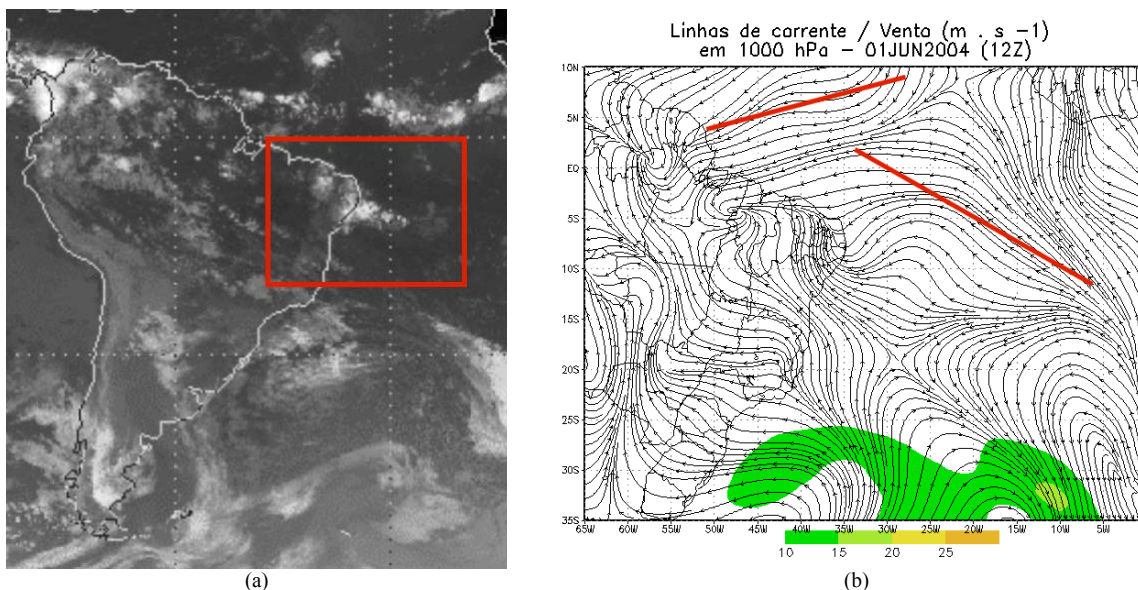 Linhas de corrente / Vento (m . s -1)
em 1000 hPa - 01JUN2004 (12Z)
10N
5N
EQ
5S
10S
15S
20S
25S
30S
35S
65W 60W 55W 50W 45W 40W 35W 30W 25W 20W 15W 10W 5W 0
10 15 20 25
(a) (b)